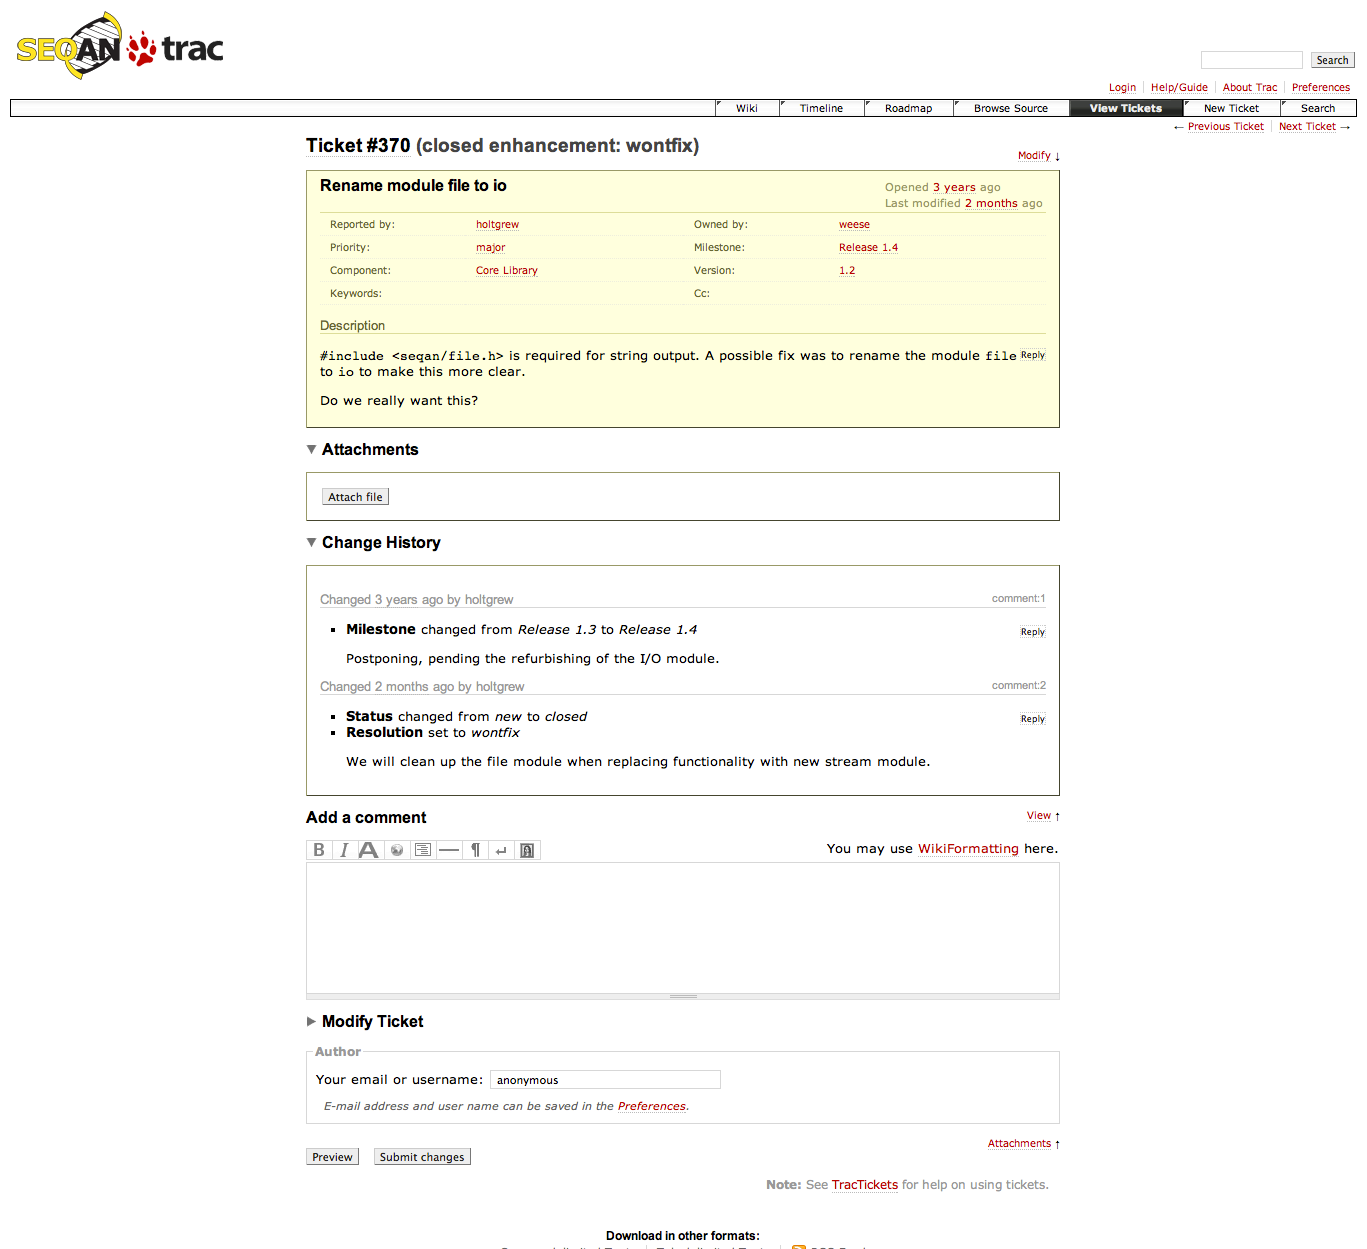 SEQAN trac
Search
Login Help/Guide About Trac Preferences
Wiki Timeline Roadmap Browse Source View Tickets New Ticket Search
← Previous Ticket Next Ticket →
Ticket #370 (closed enhancement: wontfix)
Modify ↓
Rename module file to io
Opened 3 years ago
Last modified 2 months ago
Reported by: holtgrew Owned by: weese
Priority: major Milestone: Release 1.4
Component: Core Library Version: 1.2
Keywords: Cc:
Description
#include <seqan/file.h> is required for string output. A possible fix was to rename the module file
Reply
to io to make this more clear.
Do we really want this?
Attachments
Attach file
Change History
Changed 3 years ago by holtgrew comment:1
Milestone changed from Release 1.3 to Release 1.4
Reply
Postponing, pending the refurbishing of the I/O module.
Changed 2 months ago by holtgrew comment:2
Status changed from new to closed
Reply
Resolution set to wontfix
We will clean up the file module when replacing functionality with new stream module.
Add a comment
View ↑
B I A ¶ ↵
You may use WikiFormatting here.
Modify Ticket
Author
Your email or username: anonymous
E-mail address and user name can be saved in the Preferences.
Attachments ↑
Preview Submit changes
Note: See TracTickets for help on using tickets.
Download in other formats: